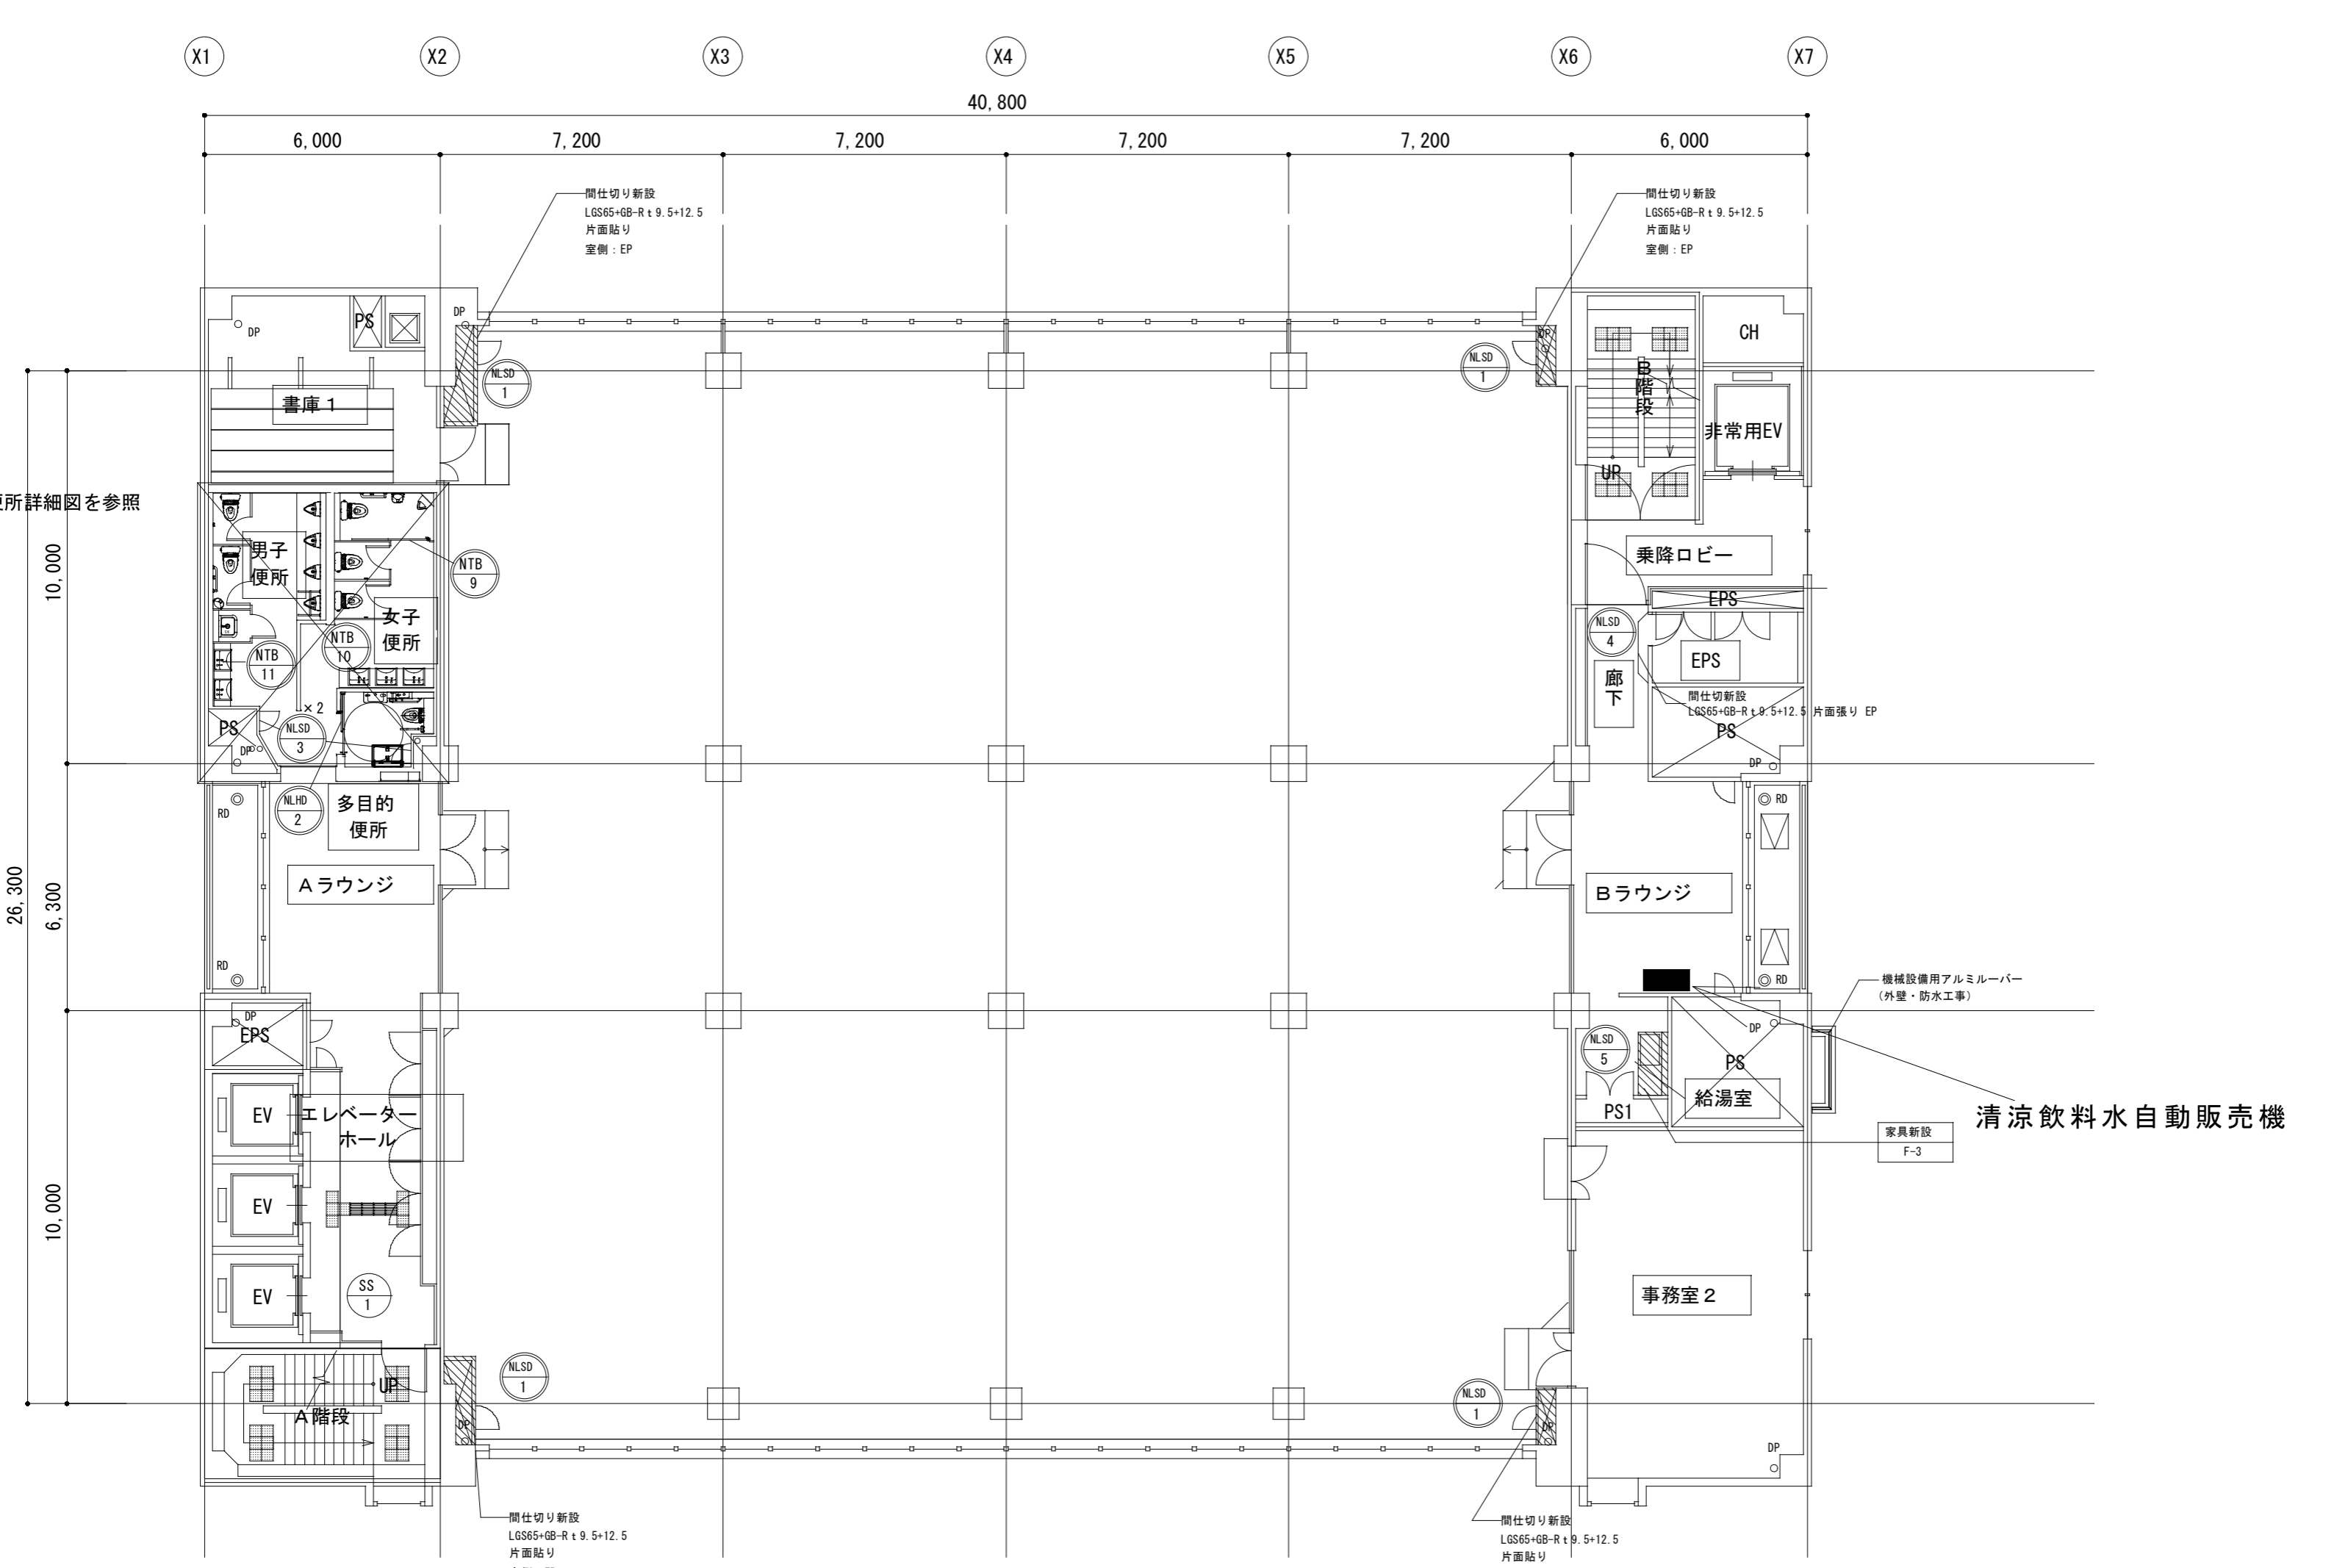 X1
X2
X3
X4
X5
X6
X7
40,800
6,000
7,200
7,200
7,200
7,200
6,000
間仕切り新設
LGS65+GB-Rｔ9.5+12.5
片面貼り
室側：EP
間仕切り新設
LGS65+GB-Rｔ9.5+12.5
片面貼り
室側：EP
DP
PS
DP
NLSD
1
書庫１
DP
NLSD
1
B階段
UP
CH
非常用EV
所詳細図を参照
男子
便所
女子
便所
NTB
9
NTB
10
NTB
11
×２
PS
DP
NLSD
3
乗降ロビー
EPS
NLSD
4
EPS
廊下
間仕切新設
LGS65+GB-Rｔ9.5+12.5 片面張り EP
PS
DP
10,000
26,300
6,300
10,000
NLHD
2
多目的
便所
RD
Ａラウンジ
RD
RD
Ｂラウンジ
RD
機械設備用アルミルーバー
（外壁・防水工事）
DP
EPS
EV
エレベーター
ホール
EV
EV
SS
1
NLSD
5
DP
PS
給湯室
PS1
清涼飲料水自動販売機
家具新設
F-3
事務室２
UP
Ａ階段
NLSD
1
DP
NLSD
1
DP
DP
間仕切り新設
LGS65+GB-Rｔ9.5+12.5
片面貼り
間仕切り新設
LGS65+GB-Rｔ9.5+12.5
片面貼り